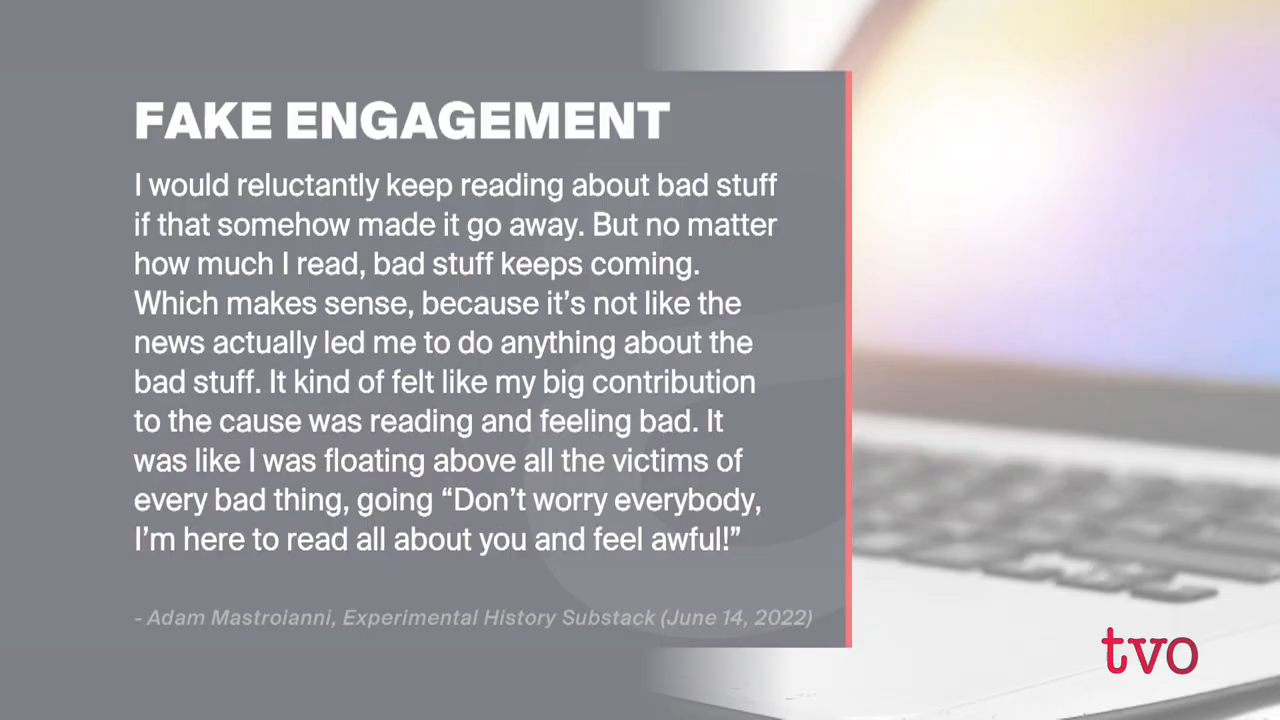 FAKE ENGAGEMENT
I would reluctantly keep reading about bad stuff
if that somehow made it go away. But no matter
how much I read, bad stuff keeps coming.
Which makes sense, because it’s not like the
news actually led me to do anything about the
bad stuff. It kind of felt like my big contribution
to the cause was reading and feeling bad. It
was like I was floating above all the victims of
every bad thing, going “Don’t worry everybody,
I’m here to read all about you and feel awful!”
- Adam Mastroianni, Experimental History Substack (June 14, 2022)
tvo